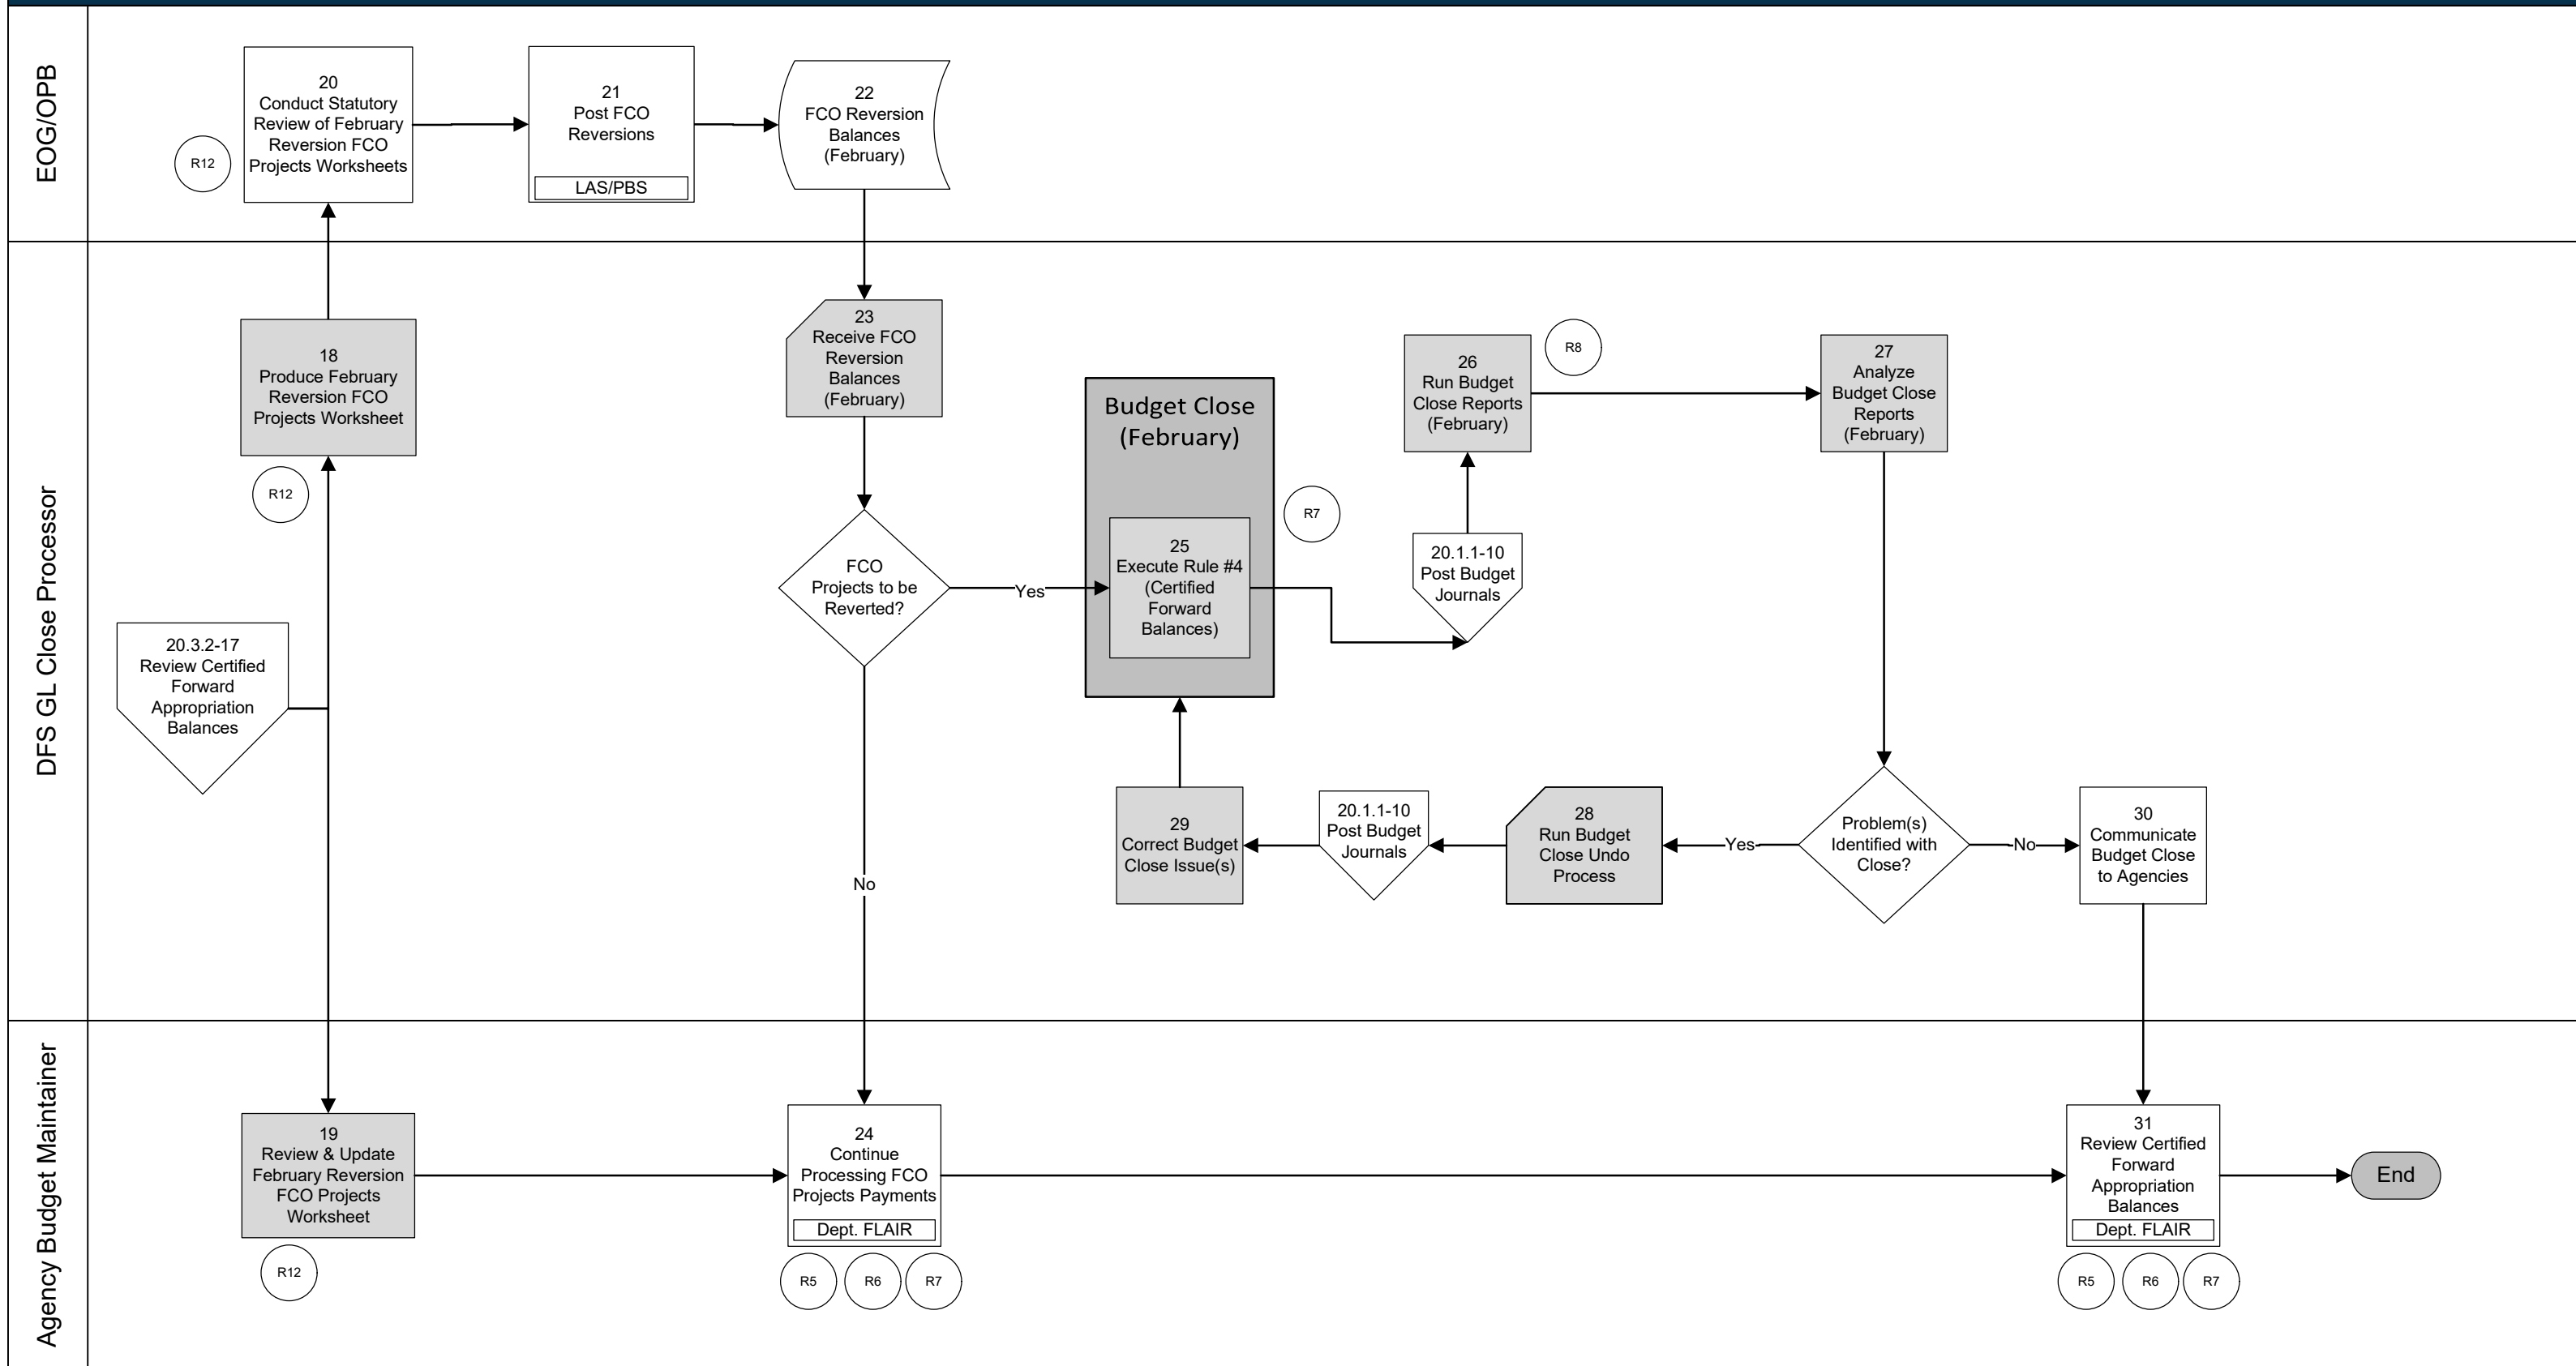 EOG/OPB
20
Conduct Statutory
Review of February
Reversion FCO
Projects Worksheets
R12
21
Post FCO
Reversions
LAS/PBS
22
FCO Reversion
Balances
(February)
DFS GL Close Processor
18
Produce February
Reversion FCO
Projects Worksheet
R12
20.3.2-17
Review Certified
Forward
Appropriation
Balances
23
Receive FCO
Reversion
Balances
(February)
FCO
Projects to be
Reverted?
Yes
No
Budget Close
(February)
25
Execute Rule #4
(Certified
Forward
Balances)
R7
20.1.1-10
Post Budget
Journals
26
Run Budget
Close Reports
(February)
R8
27
Analyze
Budget Close
Reports
(February)
Problem(s)
Identified with
Close?
Yes
No
28
Run Budget
Close Undo
Process
20.1.1-10
Post Budget
Journals
29
Correct Budget
Close Issue(s)
30
Communicate
Budget Close
to Agencies
Agency Budget Maintainer
19
Review & Update
February Reversion
FCO Projects
Worksheet
R12
24
Continue
Processing FCO
Projects Payments
Dept. FLAIR
R5
R6
R7
31
Review Certified
Forward
Appropriation
Balances
Dept. FLAIR
R5
R6
R7
End